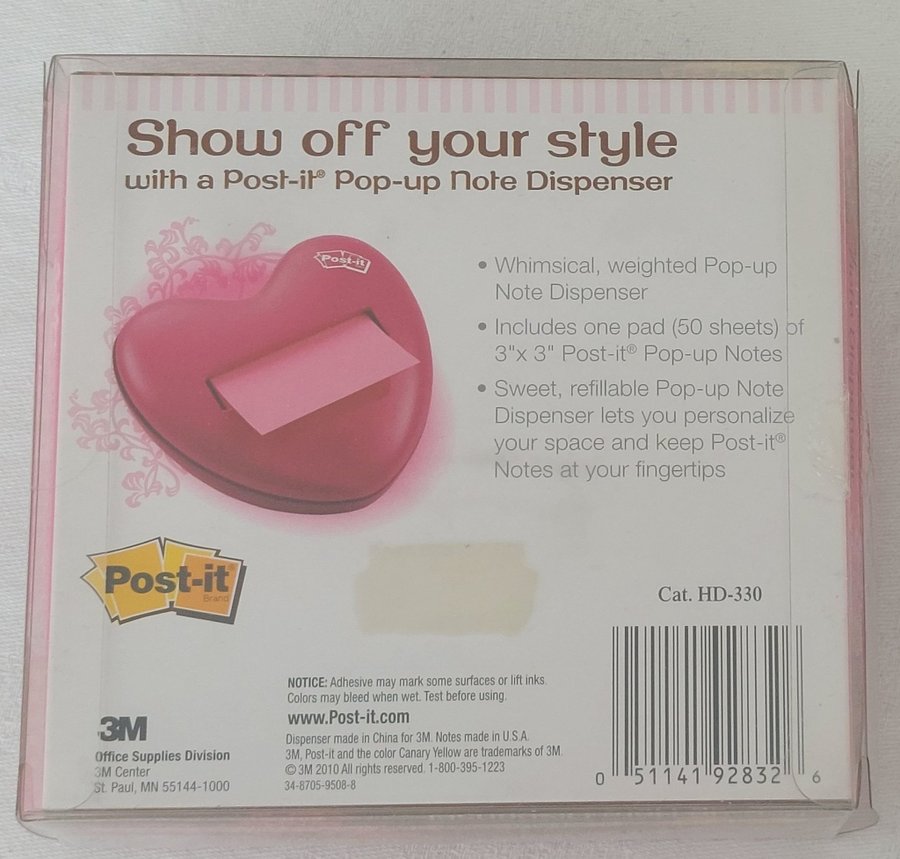 Show off your style
with a Post-it® Pop-up Note Dispenser
Post-it
• Whimsical, weighted Pop-up
Note Dispenser
• Includes one pad (50 sheets) of
3"x 3" Post-it® Pop-up Notes
• Sweet, refillable Pop-up Note
Dispenser lets you personalize
your space and keep Post-it®
Notes at your fingertips
Post-it
Brand
Cat. HD-330
NOTICE: Adhesive may mark some surfaces or lift inks.
Colors may bleed when wet. Test before using.
www.Post-it.com
Dispenser made in China for 3M. Notes made in U.S.A.
3M, Post-it and the color Canary Yellow are trademarks of 3M.
© 3M 2010 All rights reserved. 1-800-395-1223
34-8705-9508-8
3M
Office Supplies Division
3M Center
St. Paul, MN 55144-1000
0 51141 92832 6